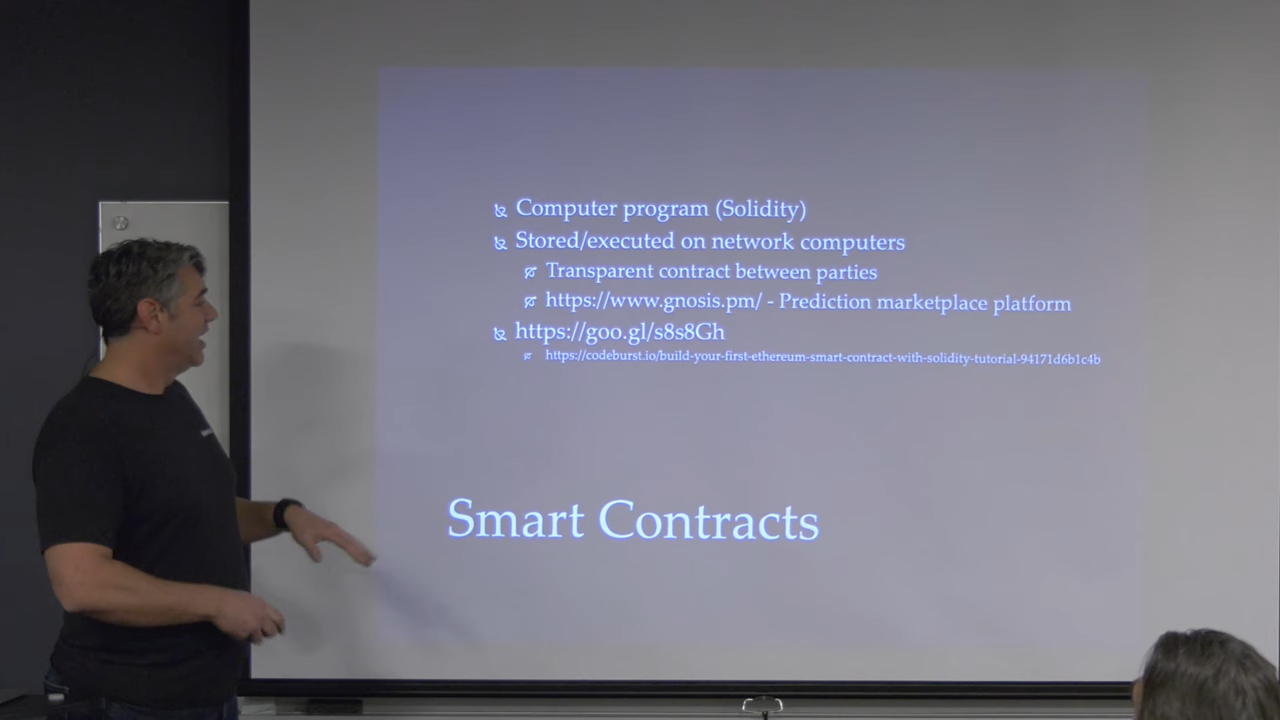 Computer program (Solidity)
Stored/executed on network computers
Transparent contract between parties
https://www.gnosis.pm/ - Prediction marketplace platform
https://goo.gl/s8s8Gh
https://codeburst.io/build-your-first-ethereum-smart-contract-with-solidity-tutorial-94171d6b1c4b
Smart Contracts